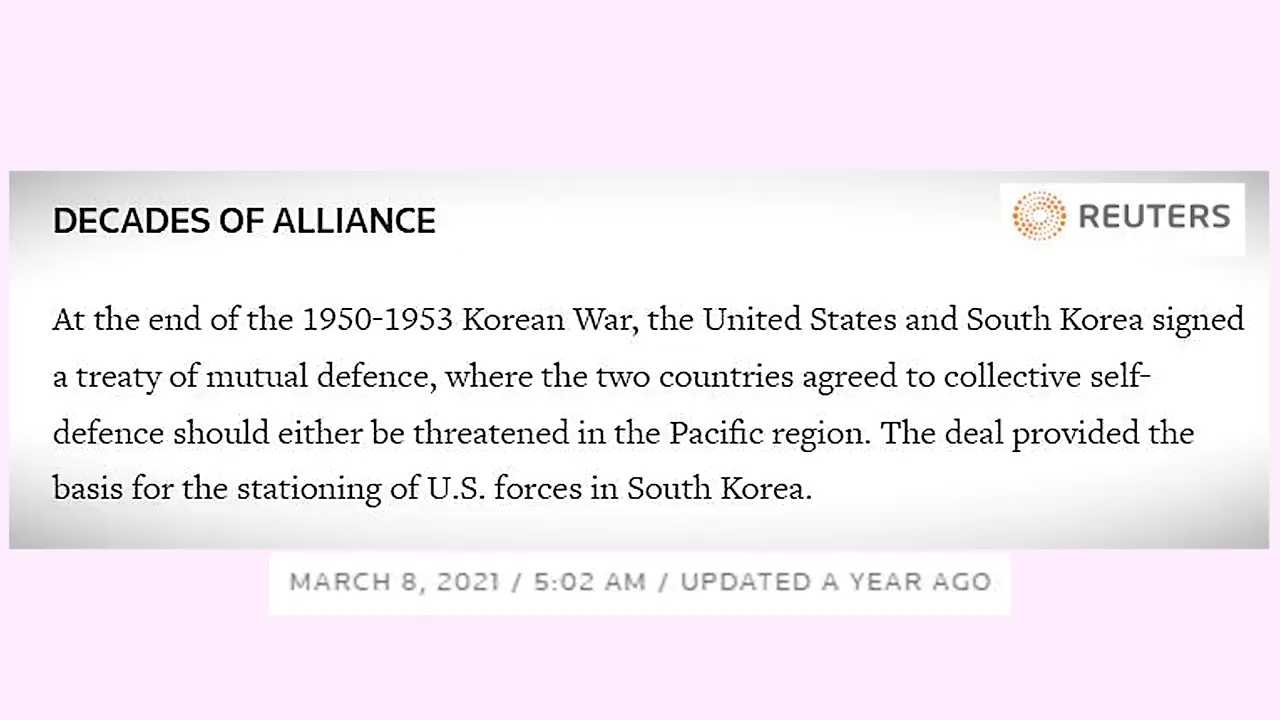 DECADES OF ALLIANCE
REUTERS
At the end of the 1950-1953 Korean War, the United States and South Korea signed
a treaty of mutual defence, where the two countries agreed to collective self-
defence should either be threatened in the Pacific region. The deal provided the
basis for the stationing of U.S. forces in South Korea.
MARCH 8, 2021 / 5:02 AM / UPDATED A YEAR AGO